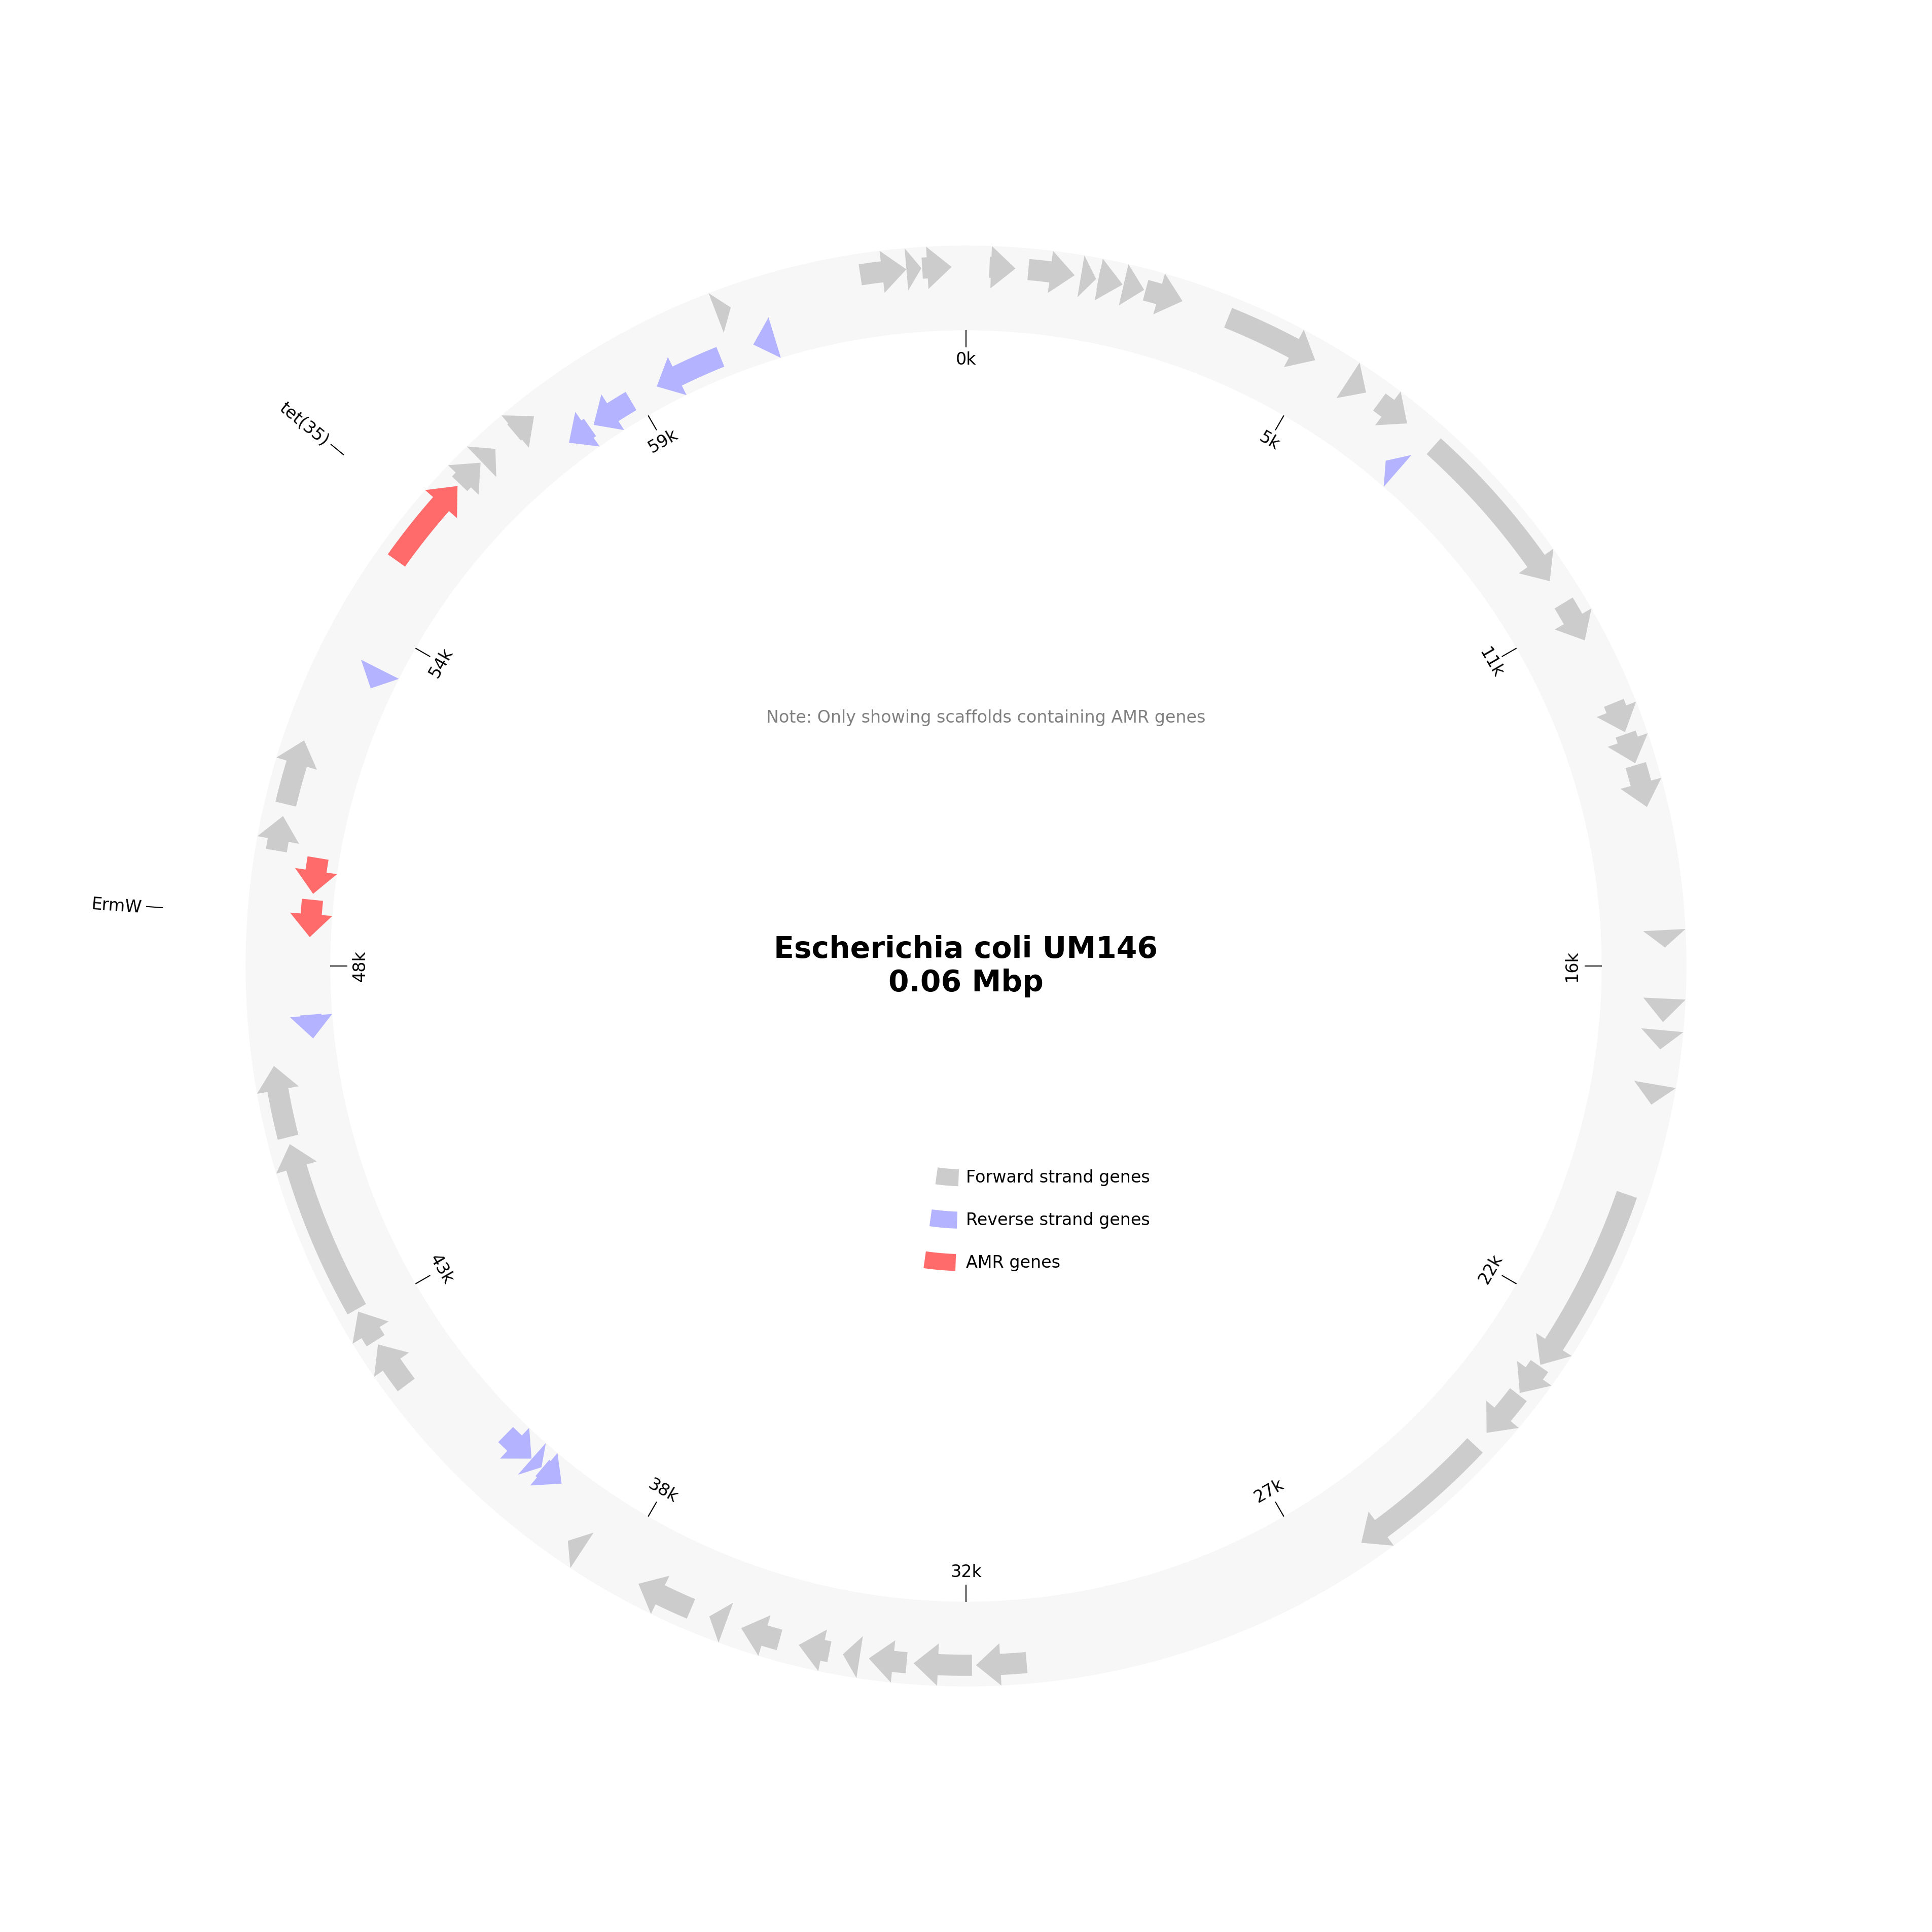 0k
5k
11k
16k
22k
27k
32k
38k
43k
48k
54k
59k
tet(35)
ErmW
Note: Only showing scaffolds containing AMR genes
Escherichia coli UM146
0.06 Mbp
Forward strand genes
Reverse strand genes
AMR genes